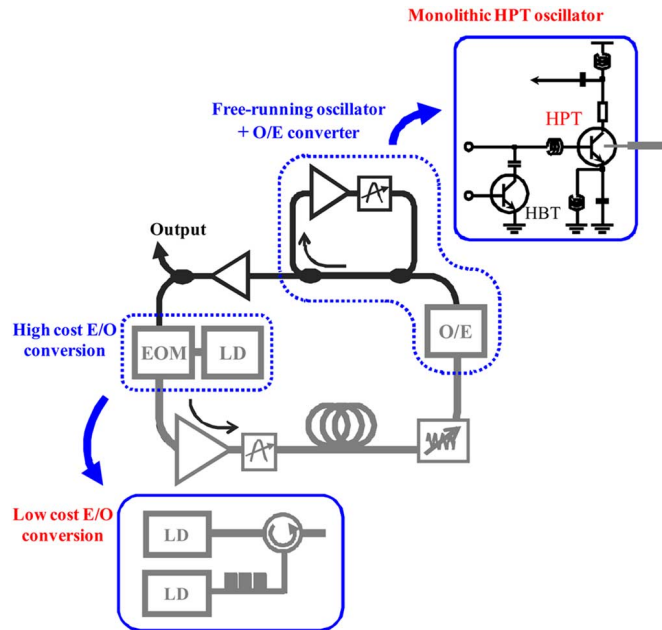 Monolithic HPT oscillator
Free-running oscillator
+ O/E converter
HPT
HBT
Output
High cost E/O
conversion
EOM
LD
O/E
Low cost E/O
conversion
LD
LD